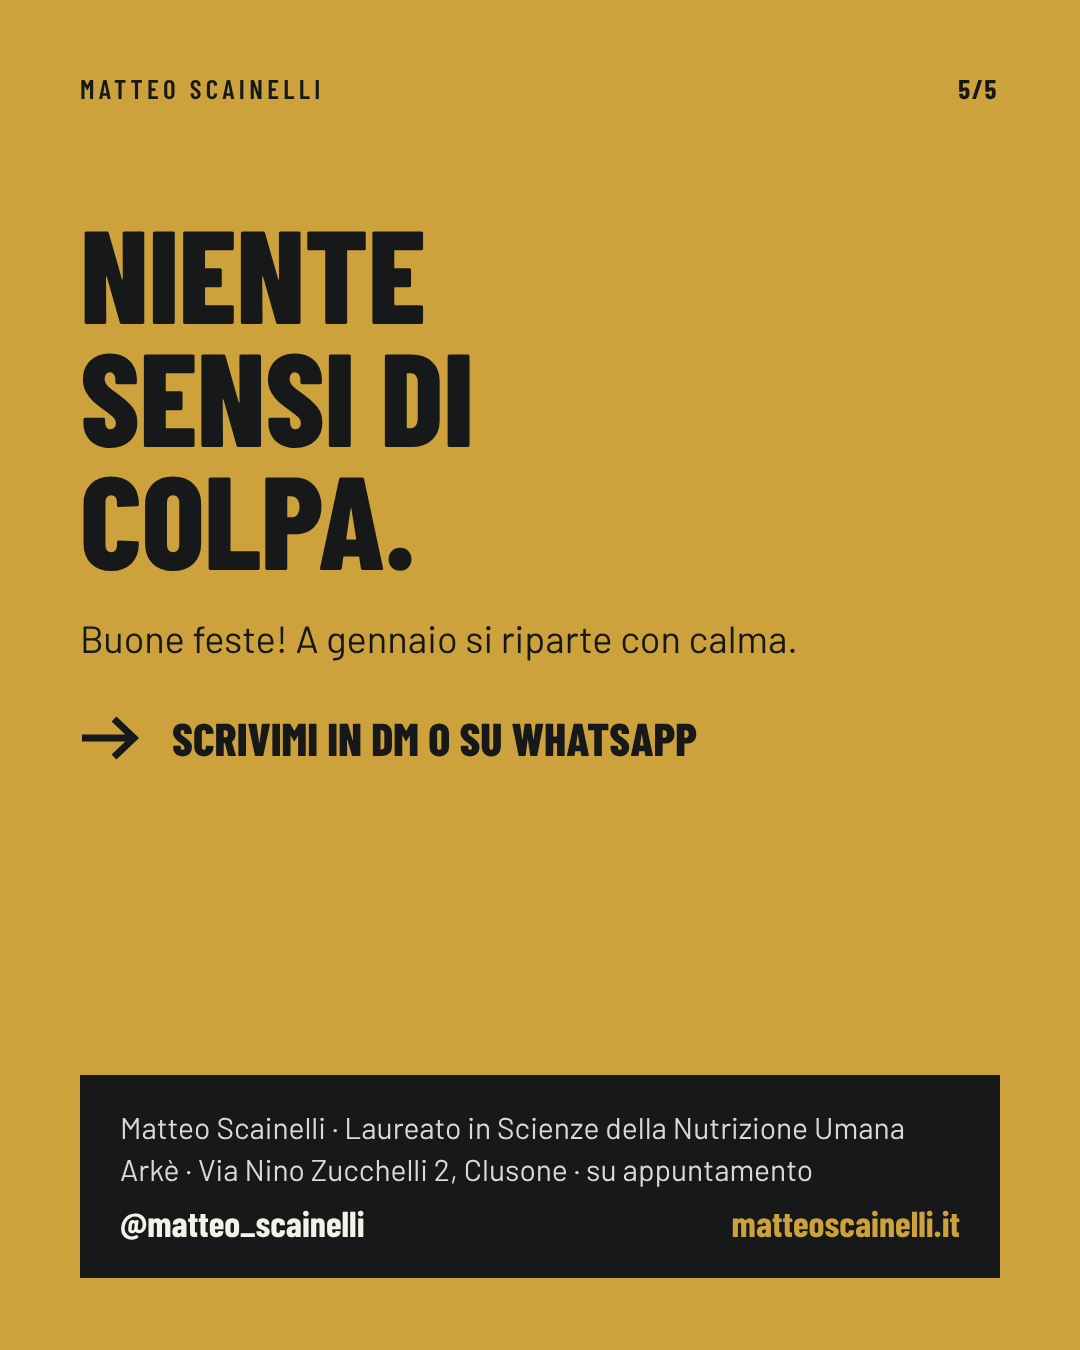 MATTEO SCAINELLI
5/5
NIENTE
SENSI DI
COLPA.
Buone feste! A gennaio si riparte con calma.
→ SCRIVIMI IN DM O SU WHATSAPP
Matteo Scainelli · Laureato in Scienze della Nutrizione Umana
Arkè · Via Nino Zucchelli 2, Clusone · su appuntamento
@matteo_scainelli
matteoscainelli.it